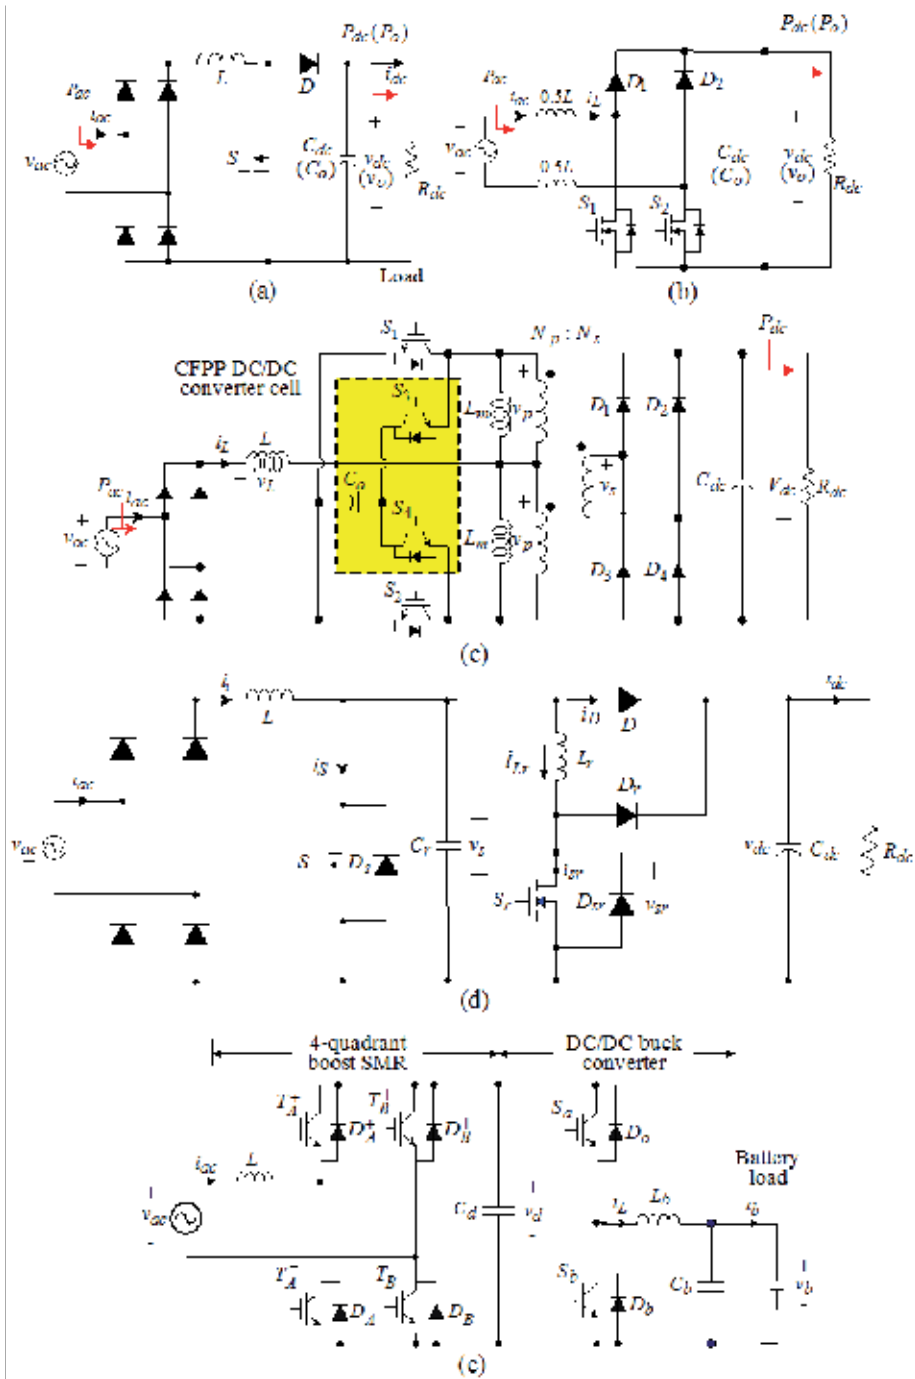 P_dc (P_o)
i_dc
L
D
P_ac
i_ac
v_ac
S
C_dc
(C_o)
+
v_dc
(v_o)
−
R_dc
Load
(a)
P_dc (P_o)
P_ac
i_ac
0.5L
i_L
D_1
D_2
v_ac
0.5L
C_dc
(C_o)
v_dc
(v_o)
R_dc
S_1
S_2
(b)
CFPP DC/DC
converter cell
S_1
N_p : N_s
P_dc
L_m
v_p
D_1
D_2
i_L
L
v_L
C_a
v_s
C_dc
V_dc
R_dc
P_ac
i_ac
v_ac
S_4
L_m
v_p
D_3
D_4
S_2
(c)
L
i_D
D
i_dc
i_S
i_Lr
L_r
D_r
i_ac
v_ac
S
D_s
C_r
v_s
i_sr
S_r
D_sr
v_sr
v_dc
C_dc
R_dc
(d)
4-quadrant
boost SMR
DC/DC buck
converter
T_A^+
D_A^+
D_B^+
S_a
D_a
i_ac
L
v_ac
C_d
v_d
Battery
load
i_L
L_b
i_b
C_b
v_b
T_A^−
D_A
T_B
D_B
S_b
D_b